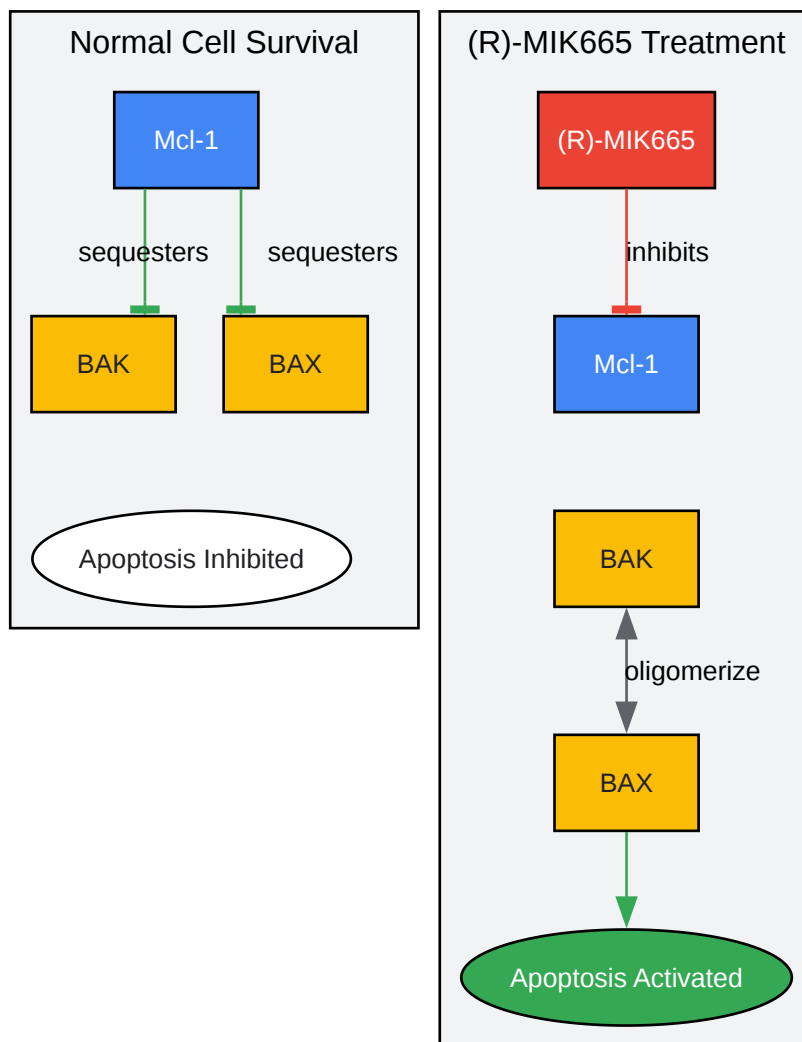 Normal Cell Survival
Mcl-1
sequesters
sequesters
BAK
BAX
Apoptosis Inhibited
(R)-MIK665 Treatment
(R)-MIK665
inhibits
Mcl-1
BAK
oligomerize
BAX
Apoptosis Activated